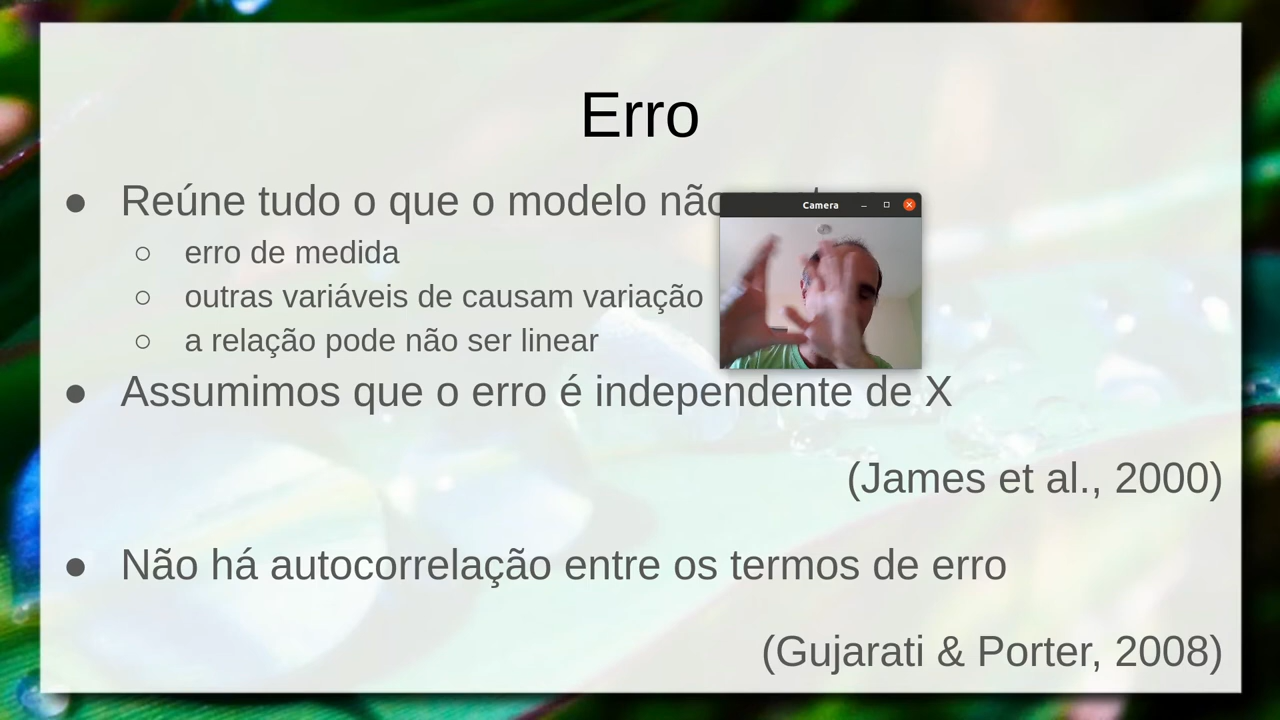 Erro
● Reúne tudo o que o modelo não
Camera
○ erro de medida
○ outras variáveis de causam variação
○ a relação pode não ser linear
● Assumimos que o erro é independente de X
(James et al., 2000)
● Não há autocorrelação entre os termos de erro
(Gujarati & Porter, 2008)